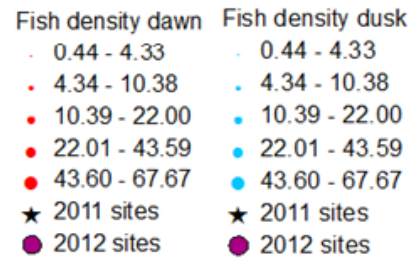 Fish density dawn
0.44 - 4.33
4.34 - 10.38
10.39 - 22.00
22.01 - 43.59
43.60 - 67.67
2011 sites
2012 sites
Fish density dusk
0.44 - 4.33
4.34 - 10.38
10.39 - 22.00
22.01 - 43.59
43.60 - 67.67
2011 sites
2012 sites